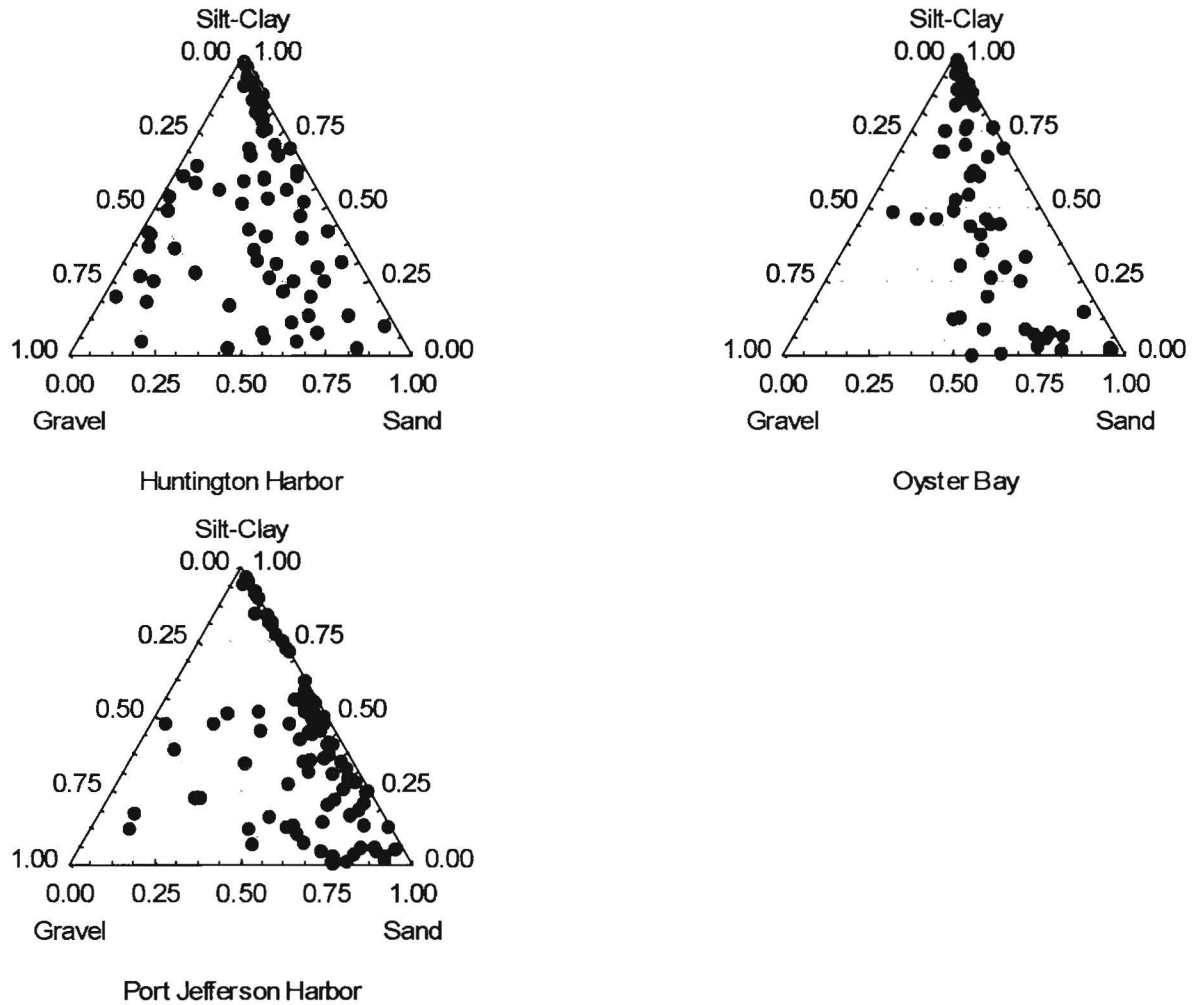 Silt-Clay
0.00 1.00
0.25 0.75
0.50 0.50
0.75 0.25
1.00 0.00
0.00 0.25 0.50 0.75 1.00
Gravel Sand
Huntington Harbor
Silt-Clay
0.00 1.00
0.25 0.75
0.50 0.50
0.75 0.25
1.00 0.00
0.00 0.25 0.50 0.75 1.00
Gravel Sand
Oyster Bay
Silt-Clay
0.00 1.00
0.25 0.75
0.50 0.50
0.75 0.25
1.00 0.00
0.00 0.25 0.50 0.75 1.00
Gravel Sand
Port Jefferson Harbor